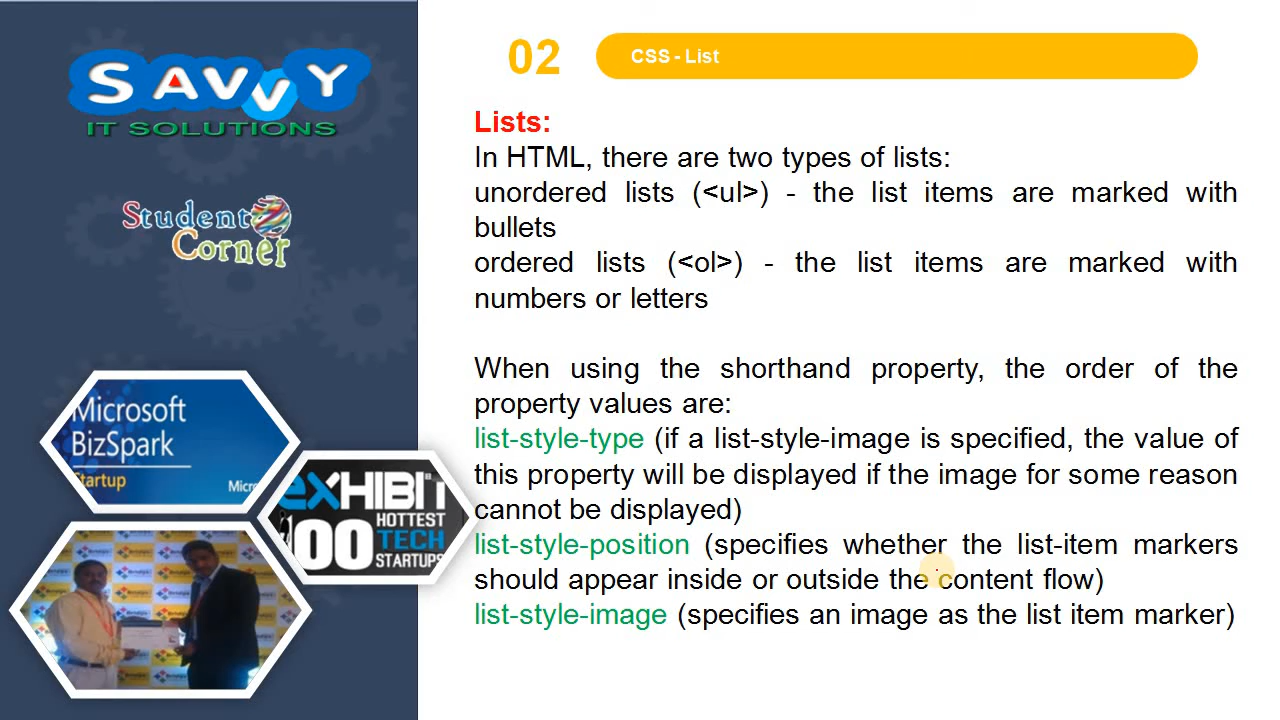 SAVVY
IT SOLUTIONS
Student
Corner
Microsoft
BizSpark
Startup
Micro
eXHIBIT
100
HOTTEST
TECH
STARTUPS
02
CSS - List
Lists:
In HTML, there are two types of lists:
unordered lists (<ul>) - the list items are marked with
bullets
ordered lists (<ol>) - the list items are marked with
numbers or letters
When using the shorthand property, the order of the
property values are:
list-style-type (if a list-style-image is specified, the value of
this property will be displayed if the image for some reason
cannot be displayed)
list-style-position (specifies whether the list-item markers
should appear inside or outside the content flow)
list-style-image (specifies an image as the list item marker)